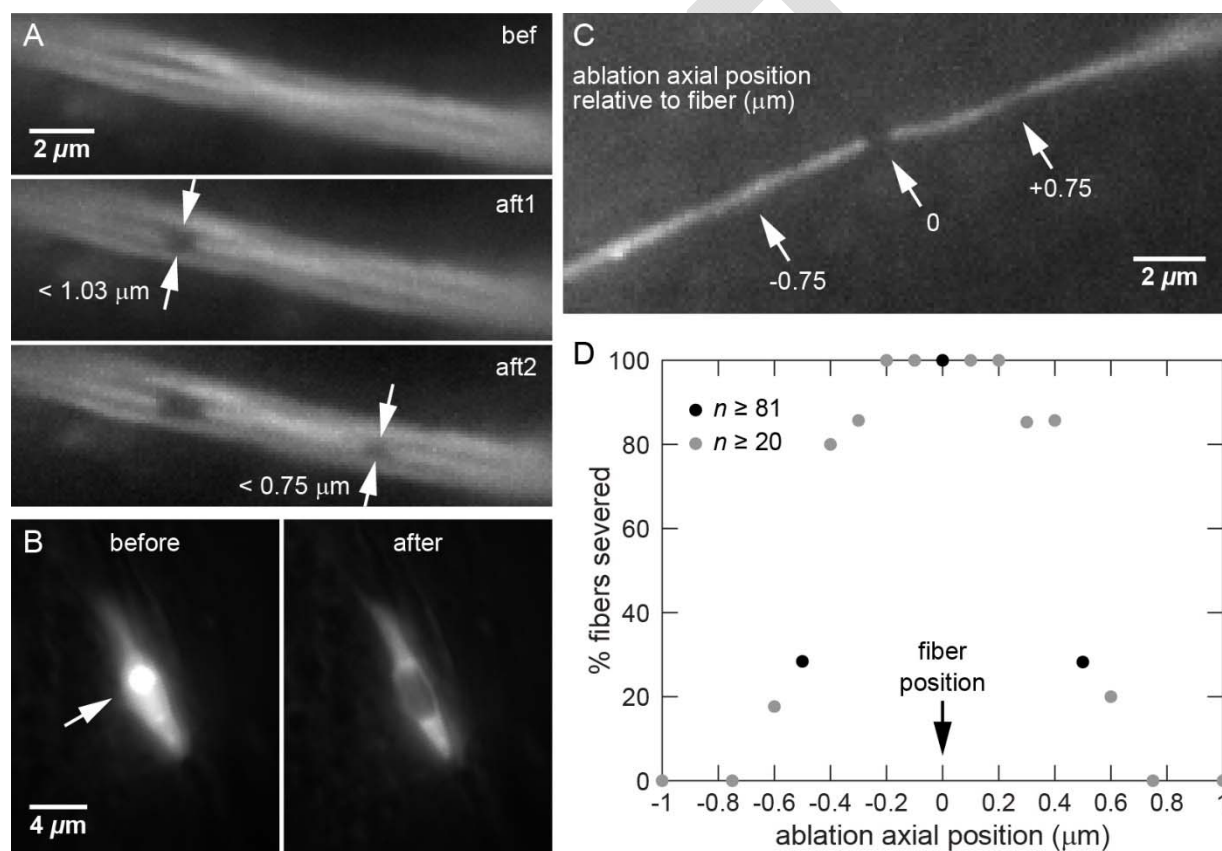 A
bef
2 µm
aft1
< 1.03 µm
aft2
< 0.75 µm
B
before
after
4 µm
C
ablation axial position
relative to fiber (µm)
+0.75
0
-0.75
2 µm
D
100
80
60
40
20
0
% fibers severed
n ≥ 81
n ≥ 20
fiber
position
-1 -0.8 -0.6 -0.4 -0.2 0 0.2 0.4 0.6 0.8 1
ablation axial position (µm)